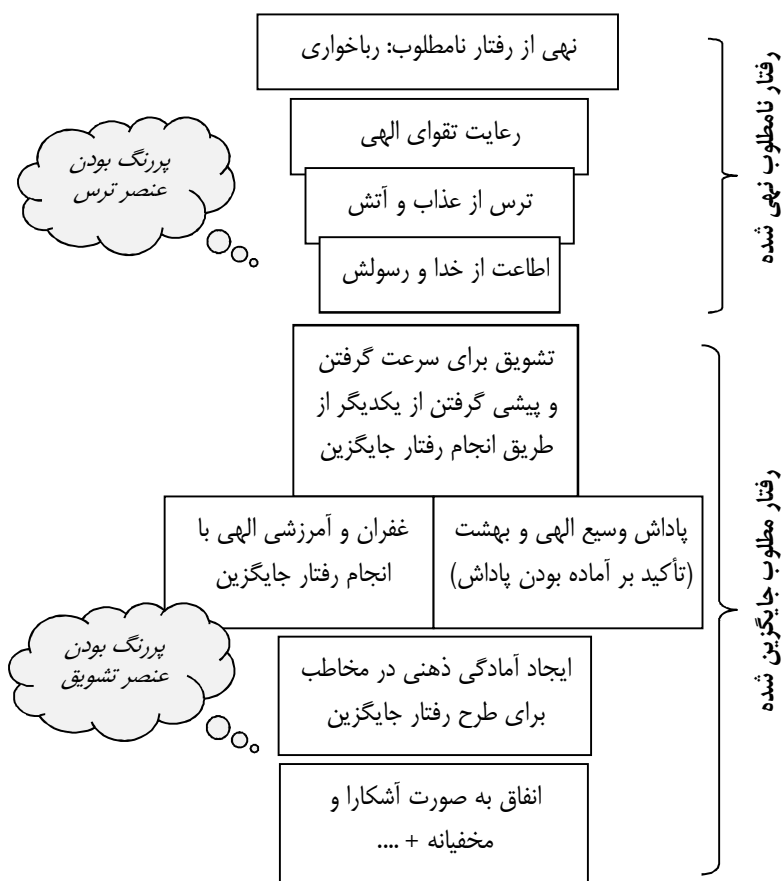 نهی از رفتار نامطلوب: رباخواری
رعایت تقوای الهی
ترس از عذاب و آتش
اطاعت از خدا و رسولش
پررنگ بودن
عنصر ترس
رفتار نامطلوب نهی شده
تشویق برای سرعت گرفتن
و پیشی گرفتن از یکدیگر از
طریق انجام رفتار جایگزین
پاداش وسیع الهی و بهشت
(تأکید بر آماده بودن پاداش)
غفران و آمرزشی الهی با
انجام رفتار جایگزین
ایجاد آمادگی ذهنی در مخاطب
برای طرح رفتار جایگزین
پررنگ بودن
عنصر تشویق
انفاق به صورت آشکارا و
مخفیانه + ....
رفتار مطلوب جایگزین شده